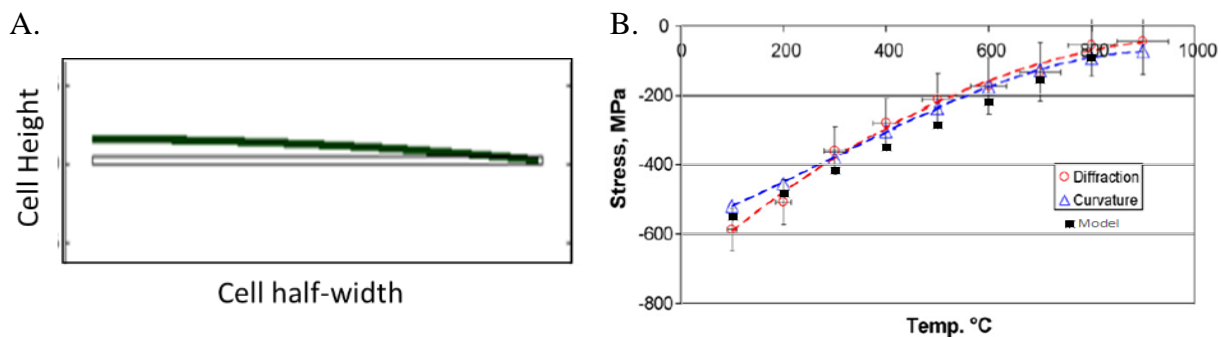 A.
Cell Height
Cell half-width
B.
0
0 200 400 600 800 1000
-200
-400
-600
-800
Stress, MPa
Diffraction
Curvature
Model
Temp. °C